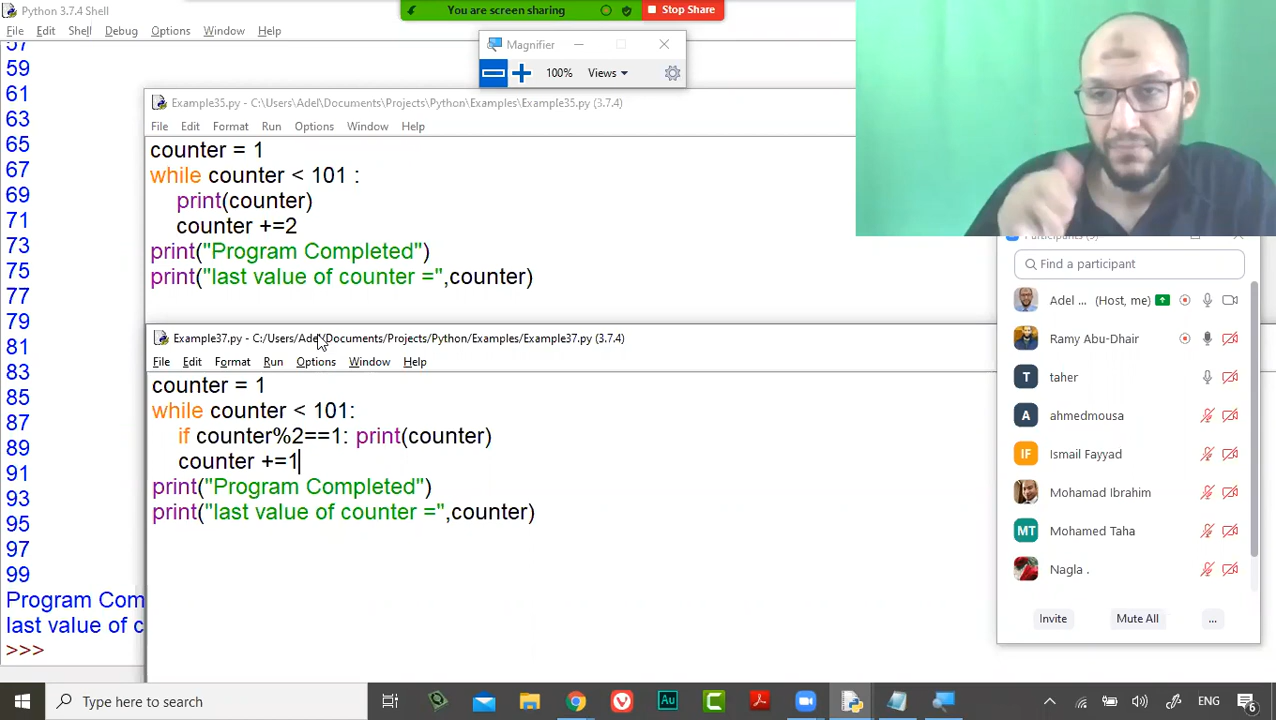 Python 3.7.4 Shell
File Edit Shell Debug Options Window Help
57
59
61
63
65
67
69
71
73
75
77
79
81
83
85
87
89
91
93
95
97
99
Program Com
last value of c
>>>
You are screen sharing
Stop Share
Magnifier
100% Views
Example35.py - C:\Users\Adel\Documents\Projects\Python\Examples\Example35.py (3.7.4)
File Edit Format Run Options Window Help
counter = 1
while counter < 101 :
print(counter)
counter +=2
print("Program Completed")
print("last value of counter =",counter)
Example37.py - C:/Users/Adel/Documents/Projects/Python/Examples/Example37.py (3.7.4)
File Edit Format Run Options Window Help
counter = 1
while counter < 101:
if counter%2==1: print(counter)
counter +=1
print("Program Completed")
print("last value of counter =",counter)
Find a participant
Adel ... (Host, me)
Ramy Abu-Dhair
T taher
A ahmedmousa
IF Ismail Fayyad
Mohamad Ibrahim
MT Mohamed Taha
Nagla .
Invite Mute All ...
Type here to search
Au
ENG
6